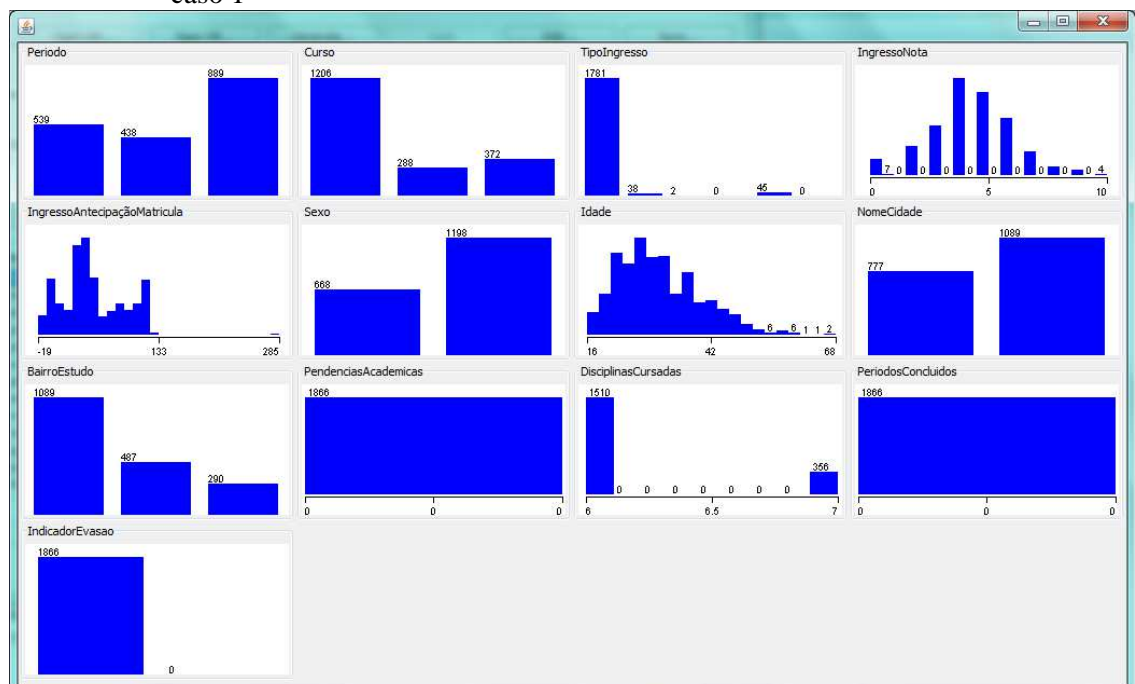 caso 1
Periodo
539
438
889
Curso
1206
288
372
TipoIngresso
1781
38
2
0
46
0
IngressoNota
7 0 0 0 0 0 0 0 0 4
0 5 10
IngressoAntecipaçãoMatricula
-19 133 285
Sexo
668
1198
Idade
6 6 1 1 2
16 42 68
NomeCidade
777
1089
BairroEstudo
1089
487
290
PendenciasAcademicas
1866
0 0 0
DisciplinasCursadas
1510
0 0 0 0 0 0 0
356
6 6.5 7
PeriodosConcluidos
1866
0 0 0
IndicadorEvasao
1866
0